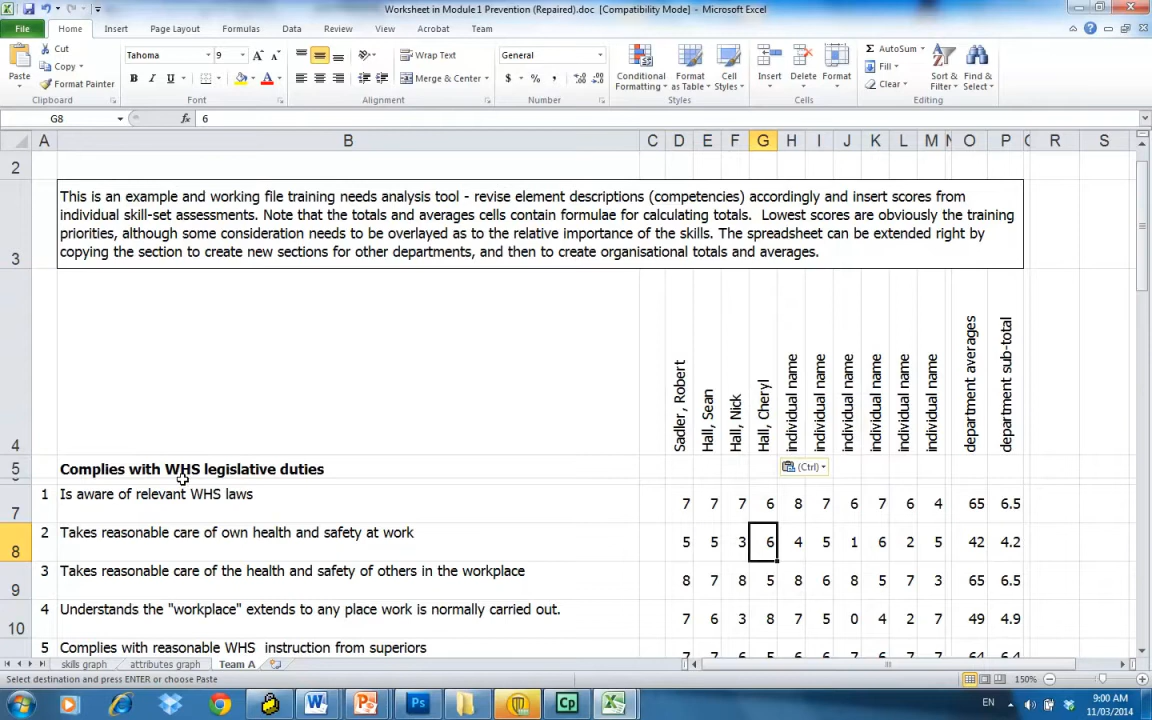 Worksheet in Module 1 Prevention (Repaired).doc [Compatibility Mode] - Microsoft Excel
File Home Insert Page Layout Formulas Data Review View Acrobat Team
Cut
Copy
Format Painter
Paste
Clipboard
Tahoma 9
B I U
Font
Wrap Text
Merge & Center
Alignment
General
$ % ,
Number
Conditional Formatting
Format as Table
Cell Styles
Styles
Insert Delete Format
Cells
AutoSum
Fill
Clear
Sort & Filter
Find & Select
Editing
G8 fx 6
A B C D E F G H I J K L M N O P Q R S
2
This is an example and working file training needs analysis tool - revise element descriptions (competencies) accordingly and insert scores from
individual skill-set assessments. Note that the totals and averages cells contain formulae for calculating totals. Lowest scores are obviously the training
priorities, although some consideration needs to be overlayed as to the relative importance of the skills. The spreadsheet can be extended right by
3 copying the section to create new sections for other departments, and then to create organisational totals and averages.
4 Sadler, Robert Hall, Sean Hall, Nick Hall, Cheryl individual name individual name individual name individual name individual name individual name department averages department sub-total
5 Complies with WHS legislative duties (Ctrl)
7 1 Is aware of relevant WHS laws 7 7 7 6 8 7 6 7 6 4 65 6.5
8 2 Takes reasonable care of own health and safety at work 5 5 3 6 4 5 1 6 2 5 42 4.2
9 3 Takes reasonable care of the health and safety of others in the workplace 8 7 8 5 8 6 8 5 7 3 65 6.5
10 4 Understands the "workplace" extends to any place work is normally carried out. 7 6 3 8 7 5 0 4 2 7 49 4.9
5 Complies with reasonable WHS instruction from superiors
skills graph attributes graph Team A
Select destination and press ENTER or choose Paste 150%
EN 9:00 AM
11/03/2014